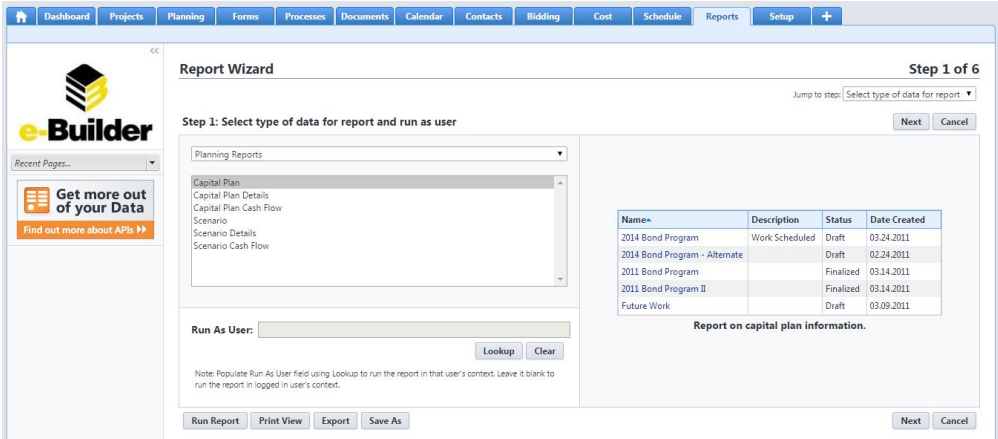 Dashboard Projects Planning Forms Processes Documents Calendar Contacts Bidding Cost Schedule Reports Setup +
<<
e-Builder
Recent Pages...
Get more out
of your Data
Find out more about APIs
Report Wizard
Step 1 of 6
Jump to step: Select type of data for report
Step 1: Select type of data for report and run as user
Next Cancel
Planning Reports
Capital Plan
Capital Plan Details
Capital Plan Cash Flow
Scenario
Scenario Details
Scenario Cash Flow
Name Description Status Date Created
2014 Bond Program Work Scheduled Draft 03.24.2011
2014 Bond Program - Alternate Draft 02.24.2011
2011 Bond Program Finalized 03.14.2011
2011 Bond Program II Finalized 03.14.2011
Future Work Draft 03.09.2011
Report on capital plan information.
Run As User:
Lookup Clear
Note: Populate Run As User field using Lookup to run the report in that user's context. Leave it blank to
run the report in logged in user's context.
Run Report Print View Export Save As
Next Cancel